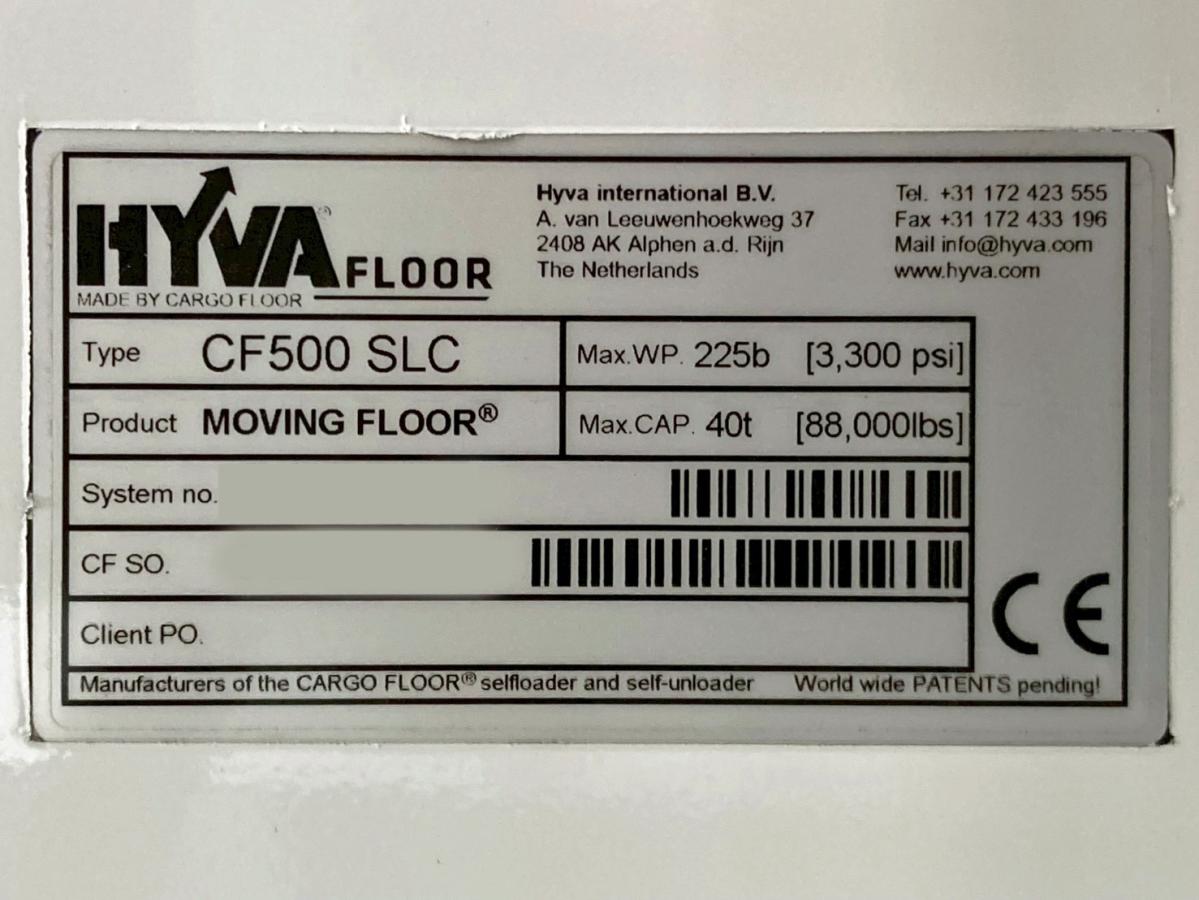 HYVA® FLOOR
MADE BY CARGO FLOOR
Hyva international B.V.
A. van Leeuwenhoekweg 37
2408 AK Alphen a.d. Rijn
The Netherlands
Tel. +31 172 423 555
Fax +31 172 433 196
Mail info@hyva.com
www.hyva.com
Type CF500 SLC
Max.WP. 225b [3,300 psi]
Product MOVING FLOOR®
Max.CAP. 40t [88,000lbs]
System no.
CF SO.
Client PO.
CE
Manufacturers of the CARGO FLOOR® selfloader and self-unloader World wide PATENTS pending!